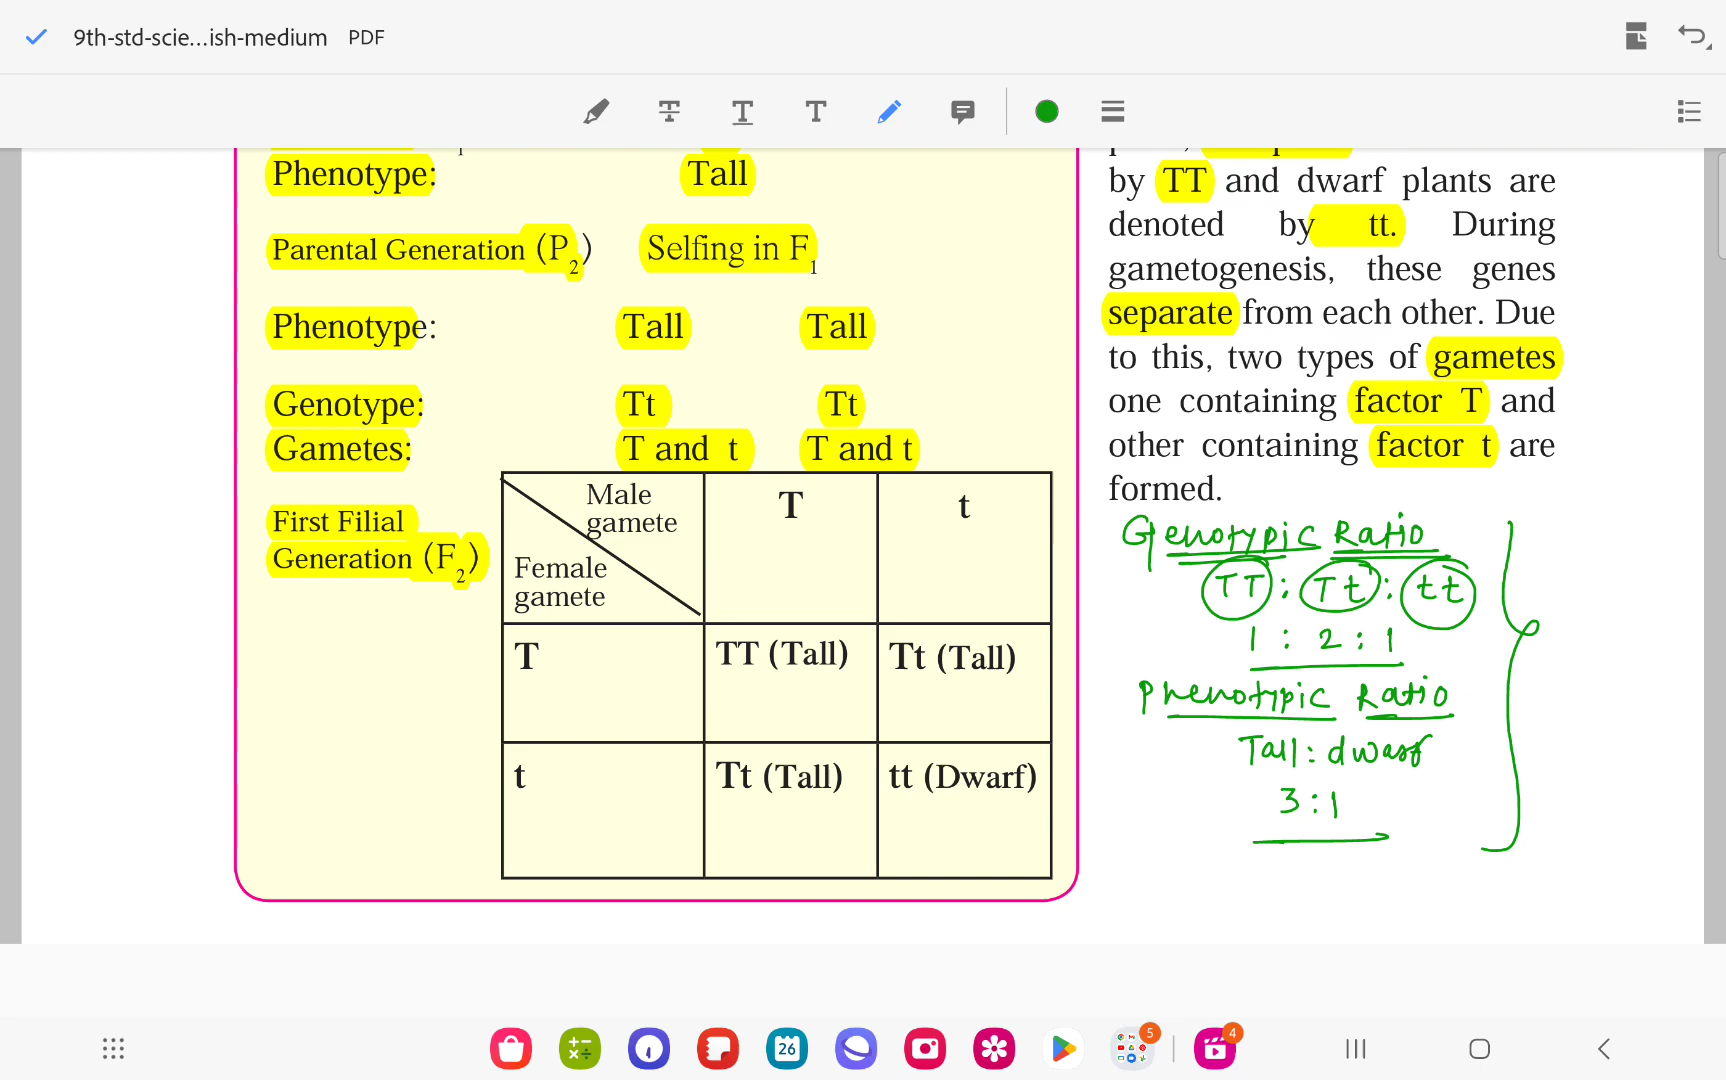 9th-std-scie...ish-medium PDF
Phenotype: Tall
Parental Generation (P2) Selfing in F1
Phenotype: Tall Tall
Genotype: Tt Tt
Gametes: T and t T and t
First Filial
Generation (F2)
Male
gamete
T t
Female
gamete
T TT (Tall) Tt (Tall)
t Tt (Tall) tt (Dwarf)
by TT and dwarf plants are
denoted by tt. During
gametogenesis, these genes
separate from each other. Due
to this, two types of gametes
one containing factor T and
other containing factor t are
formed.
Genotypic Ratio
TT : Tt : tt
1 : 2 : 1
Phenotypic Ratio
Tall : dwarf
3 : 1
26
5
4